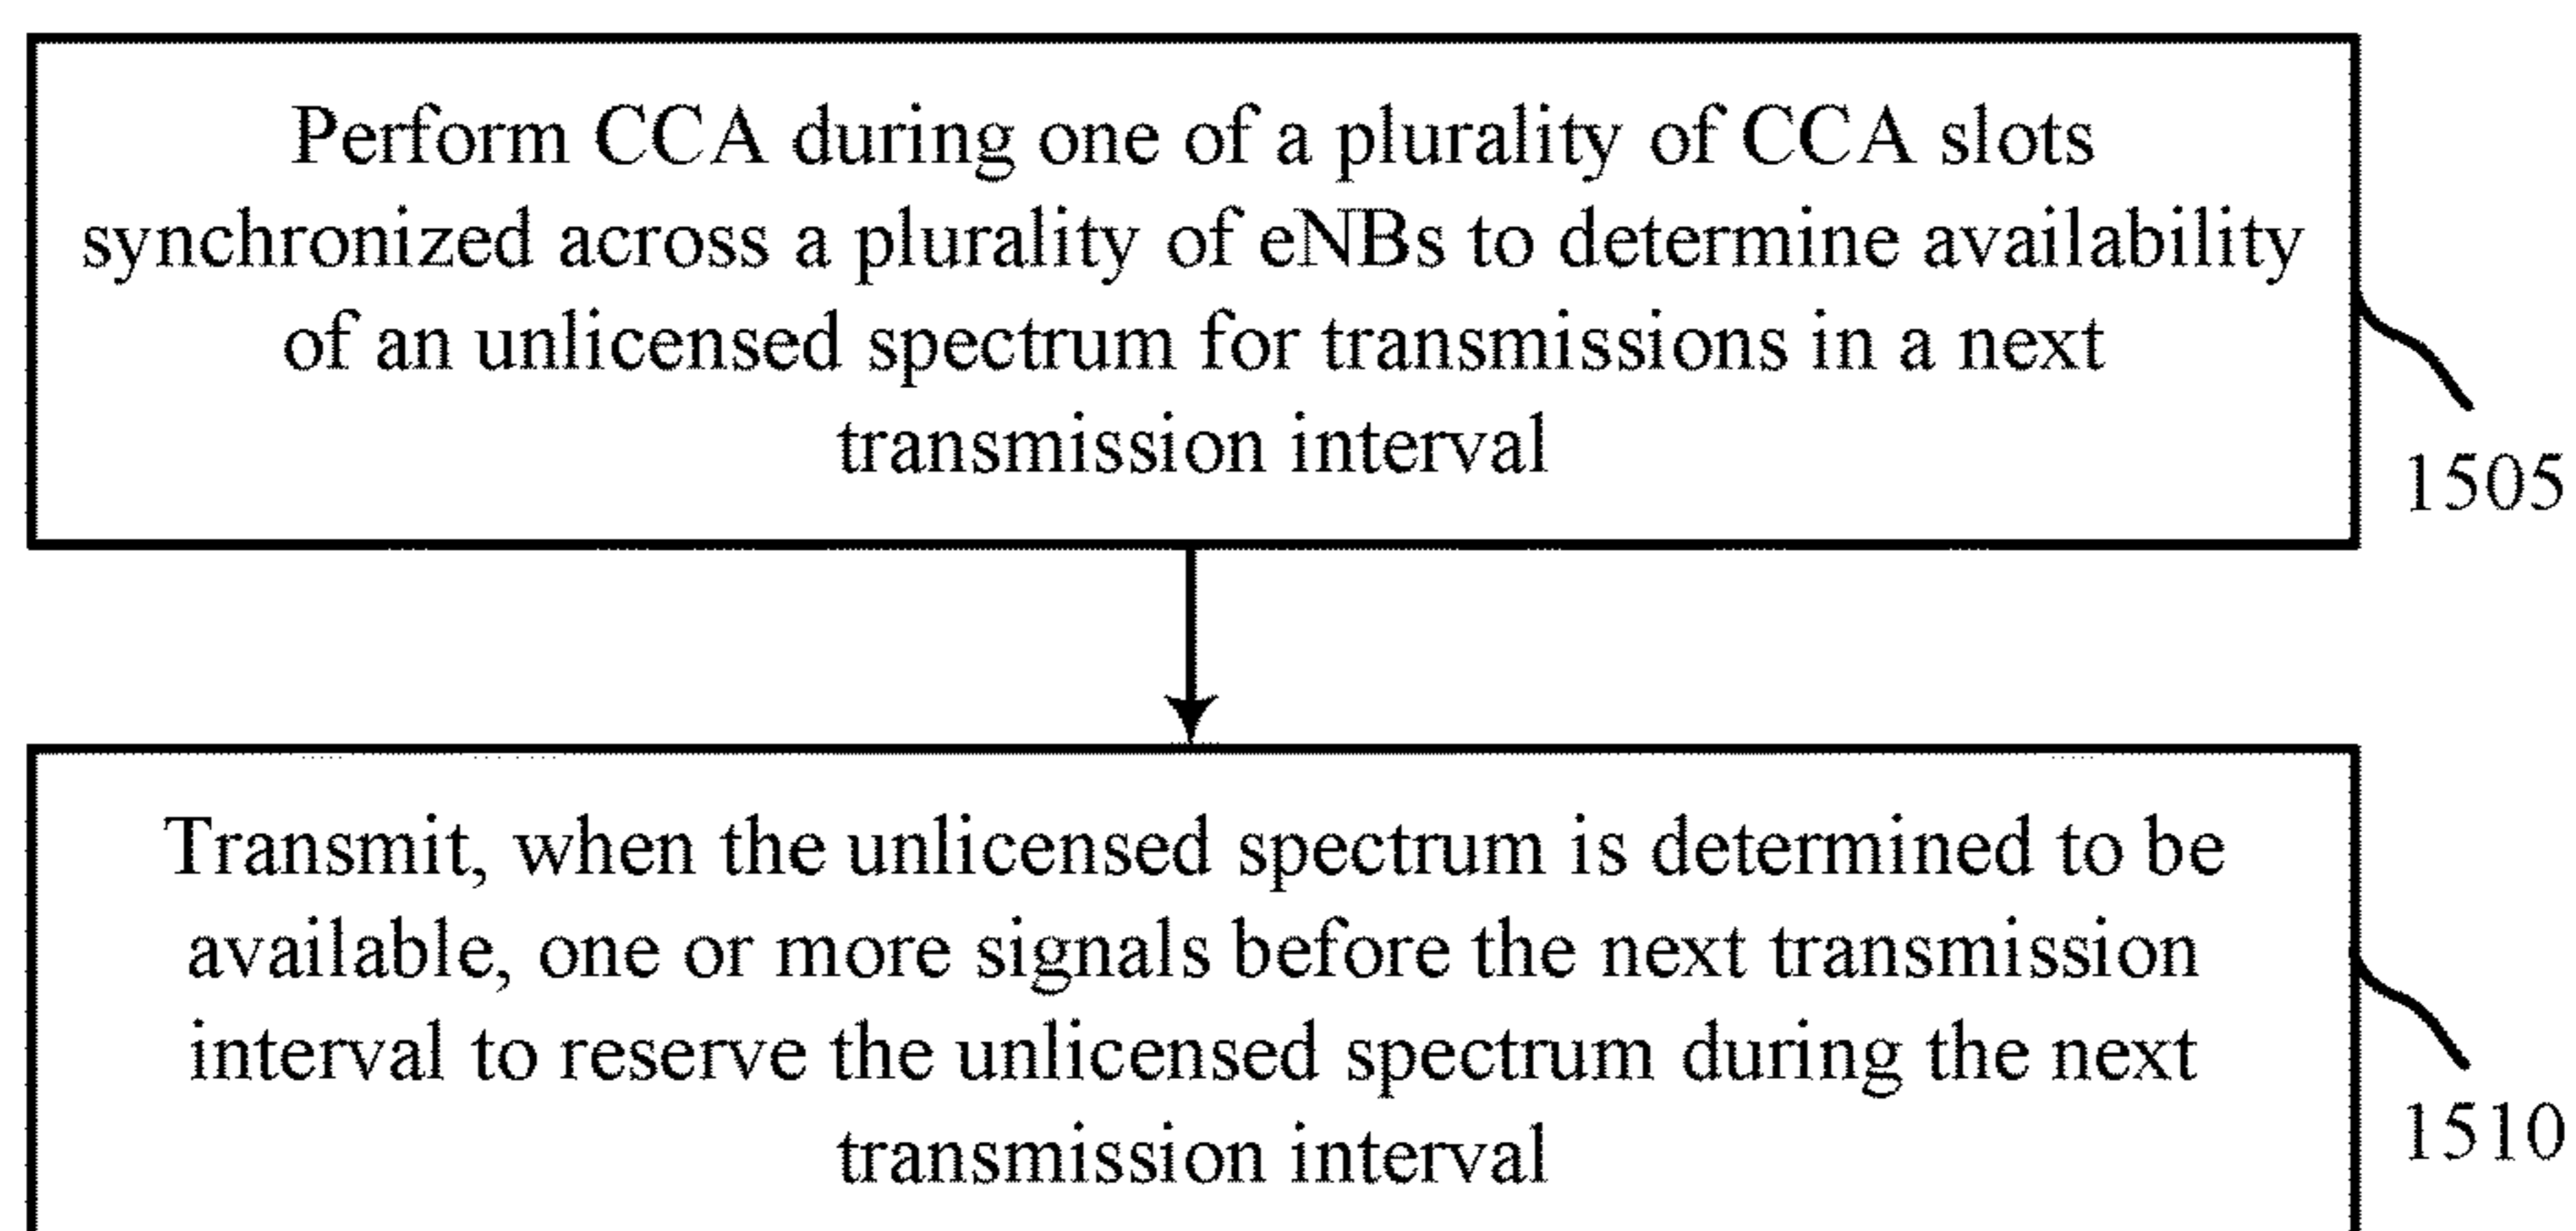 Perform CCA during one of a plurality of CCA slots
synchronized across a plurality of eNBs to determine availability
of an unlicensed spectrum for transmissions in a next
transmission interval
1505
Transmit, when the unlicensed spectrum is determined to be
available, one or more signals before the next transmission
interval to reserve the unlicensed spectrum during the next
transmission interval
1510